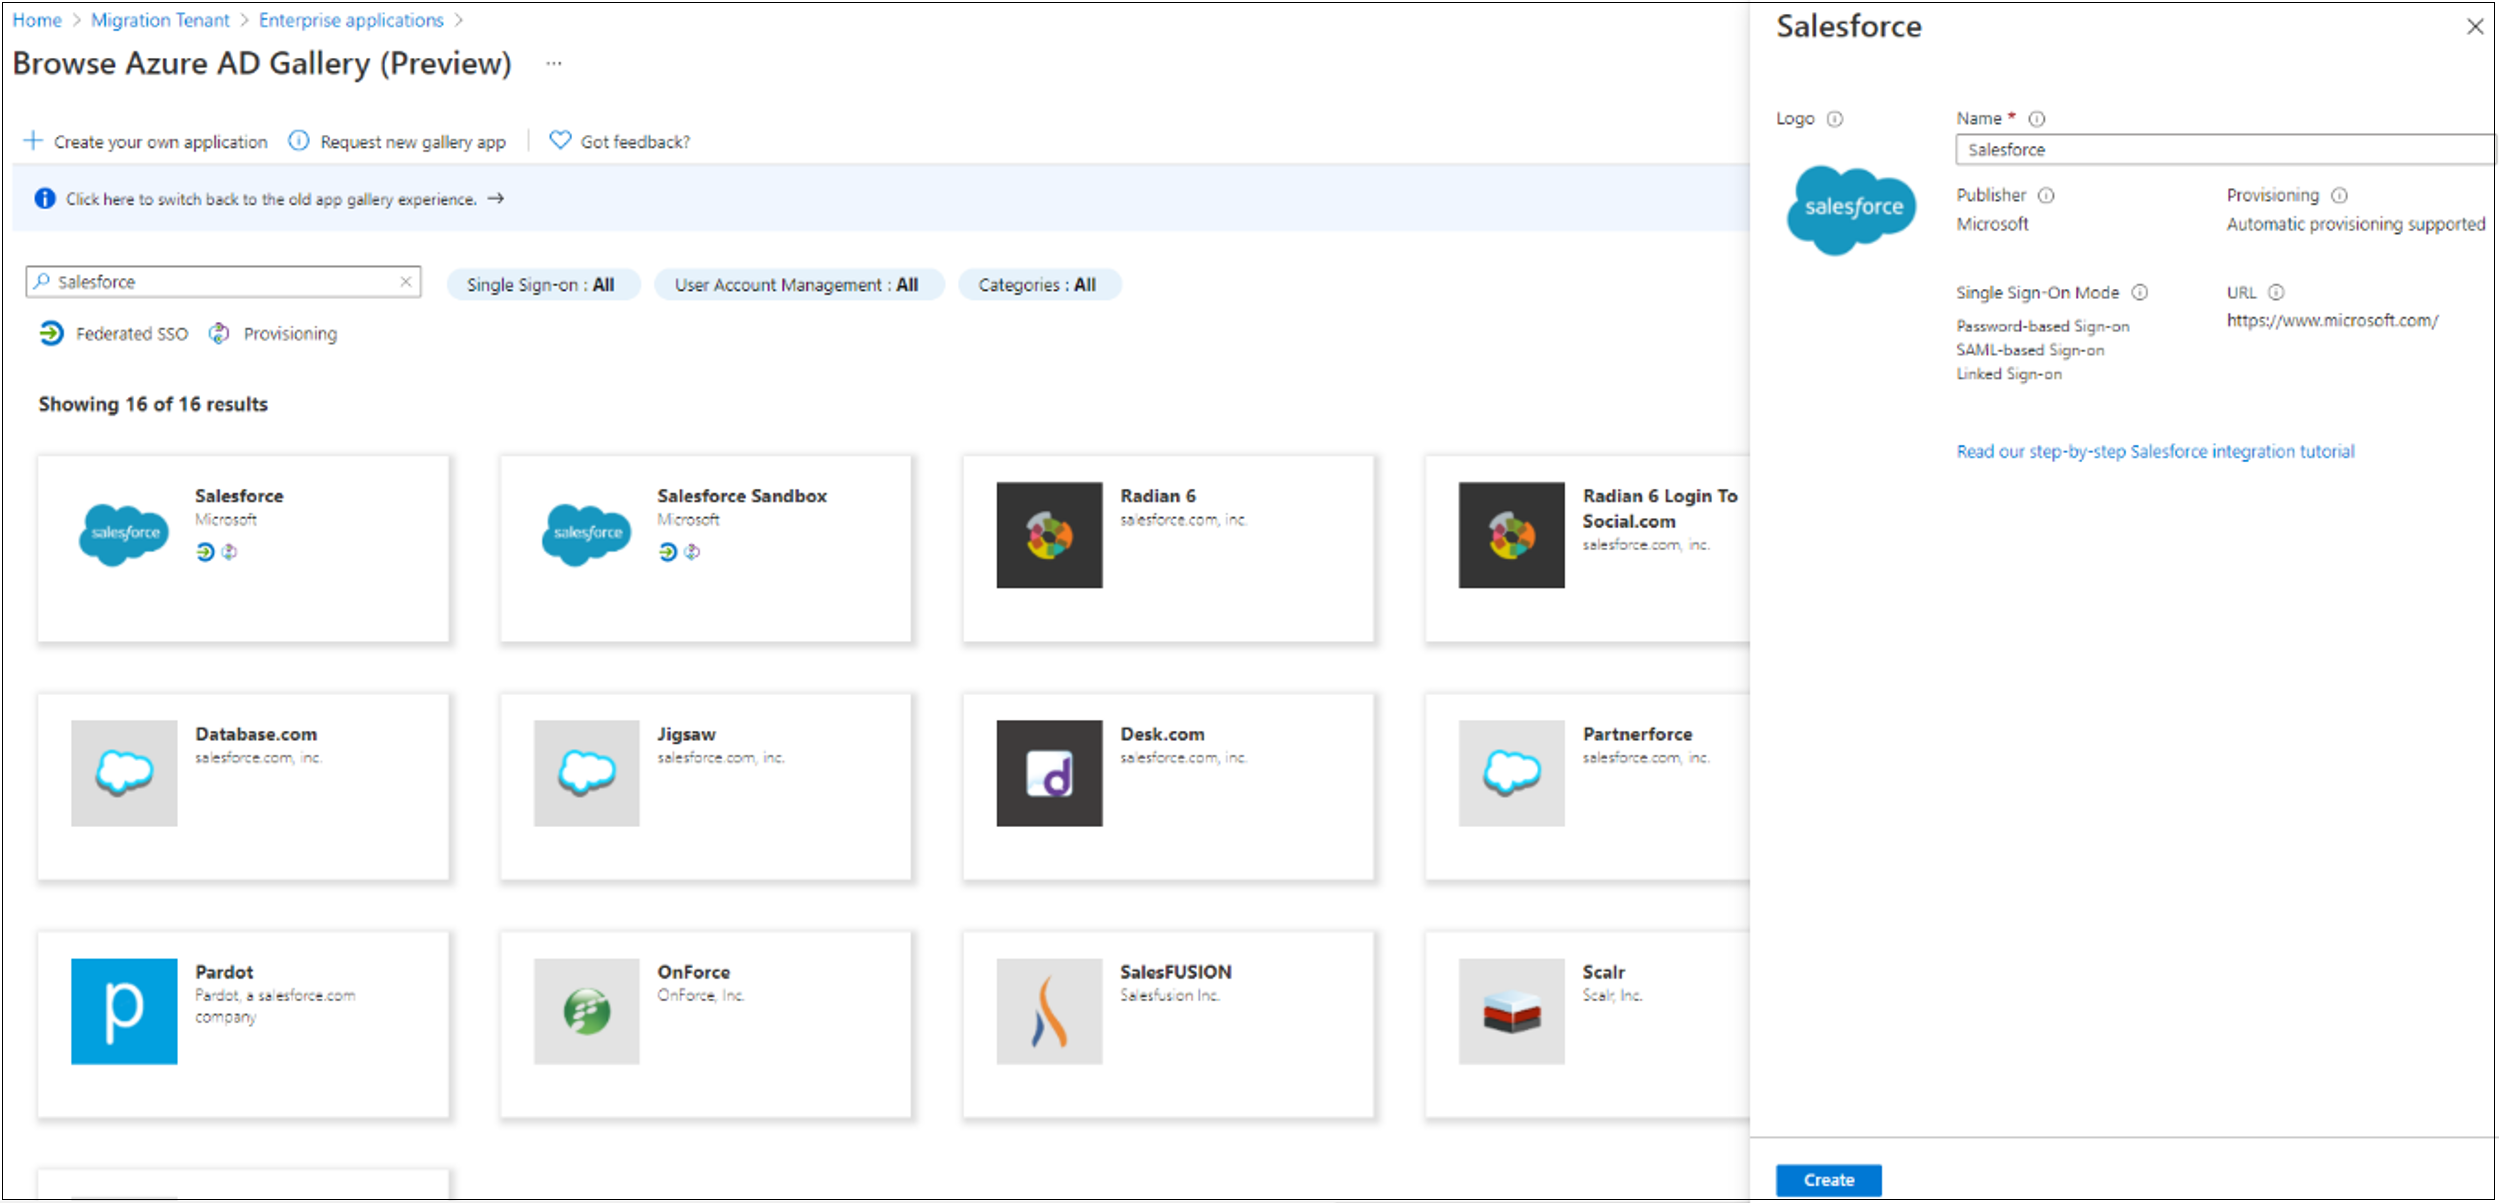 Home > Migration Tenant > Enterprise applications >
Browse Azure AD Gallery (Preview) ...
Create your own application
Request new gallery app
Got feedback?
Click here to switch back to the old app gallery experience. →
Salesforce
Single Sign-on : All
User Account Management : All
Categories : All
Federated SSO
Provisioning
Showing 16 of 16 results
salesforce
Salesforce
Microsoft
salesforce
Salesforce Sandbox
Microsoft
Radian 6
salesforce.com, inc.
Radian 6 Login To
Social.com
salesforce.com, inc.
Database.com
salesforce.com, inc.
Jigsaw
salesforce.com, inc.
d
Desk.com
salesforce.com, inc.
Partnerforce
salesforce.com, inc.
p
Pardot
Pardot, a salesforce.com
company
OnForce
OnForce, Inc.
SalesFUSION
Salesfusion Inc.
Scalr
Scalr, Inc.
Salesforce
Logo
salesforce
Name *
Salesforce
Publisher
Microsoft
Provisioning
Automatic provisioning supported
Single Sign-On Mode
Password-based Sign-on
SAML-based Sign-on
Linked Sign-on
URL
https://www.microsoft.com/
Read our step-by-step Salesforce integration tutorial
Create